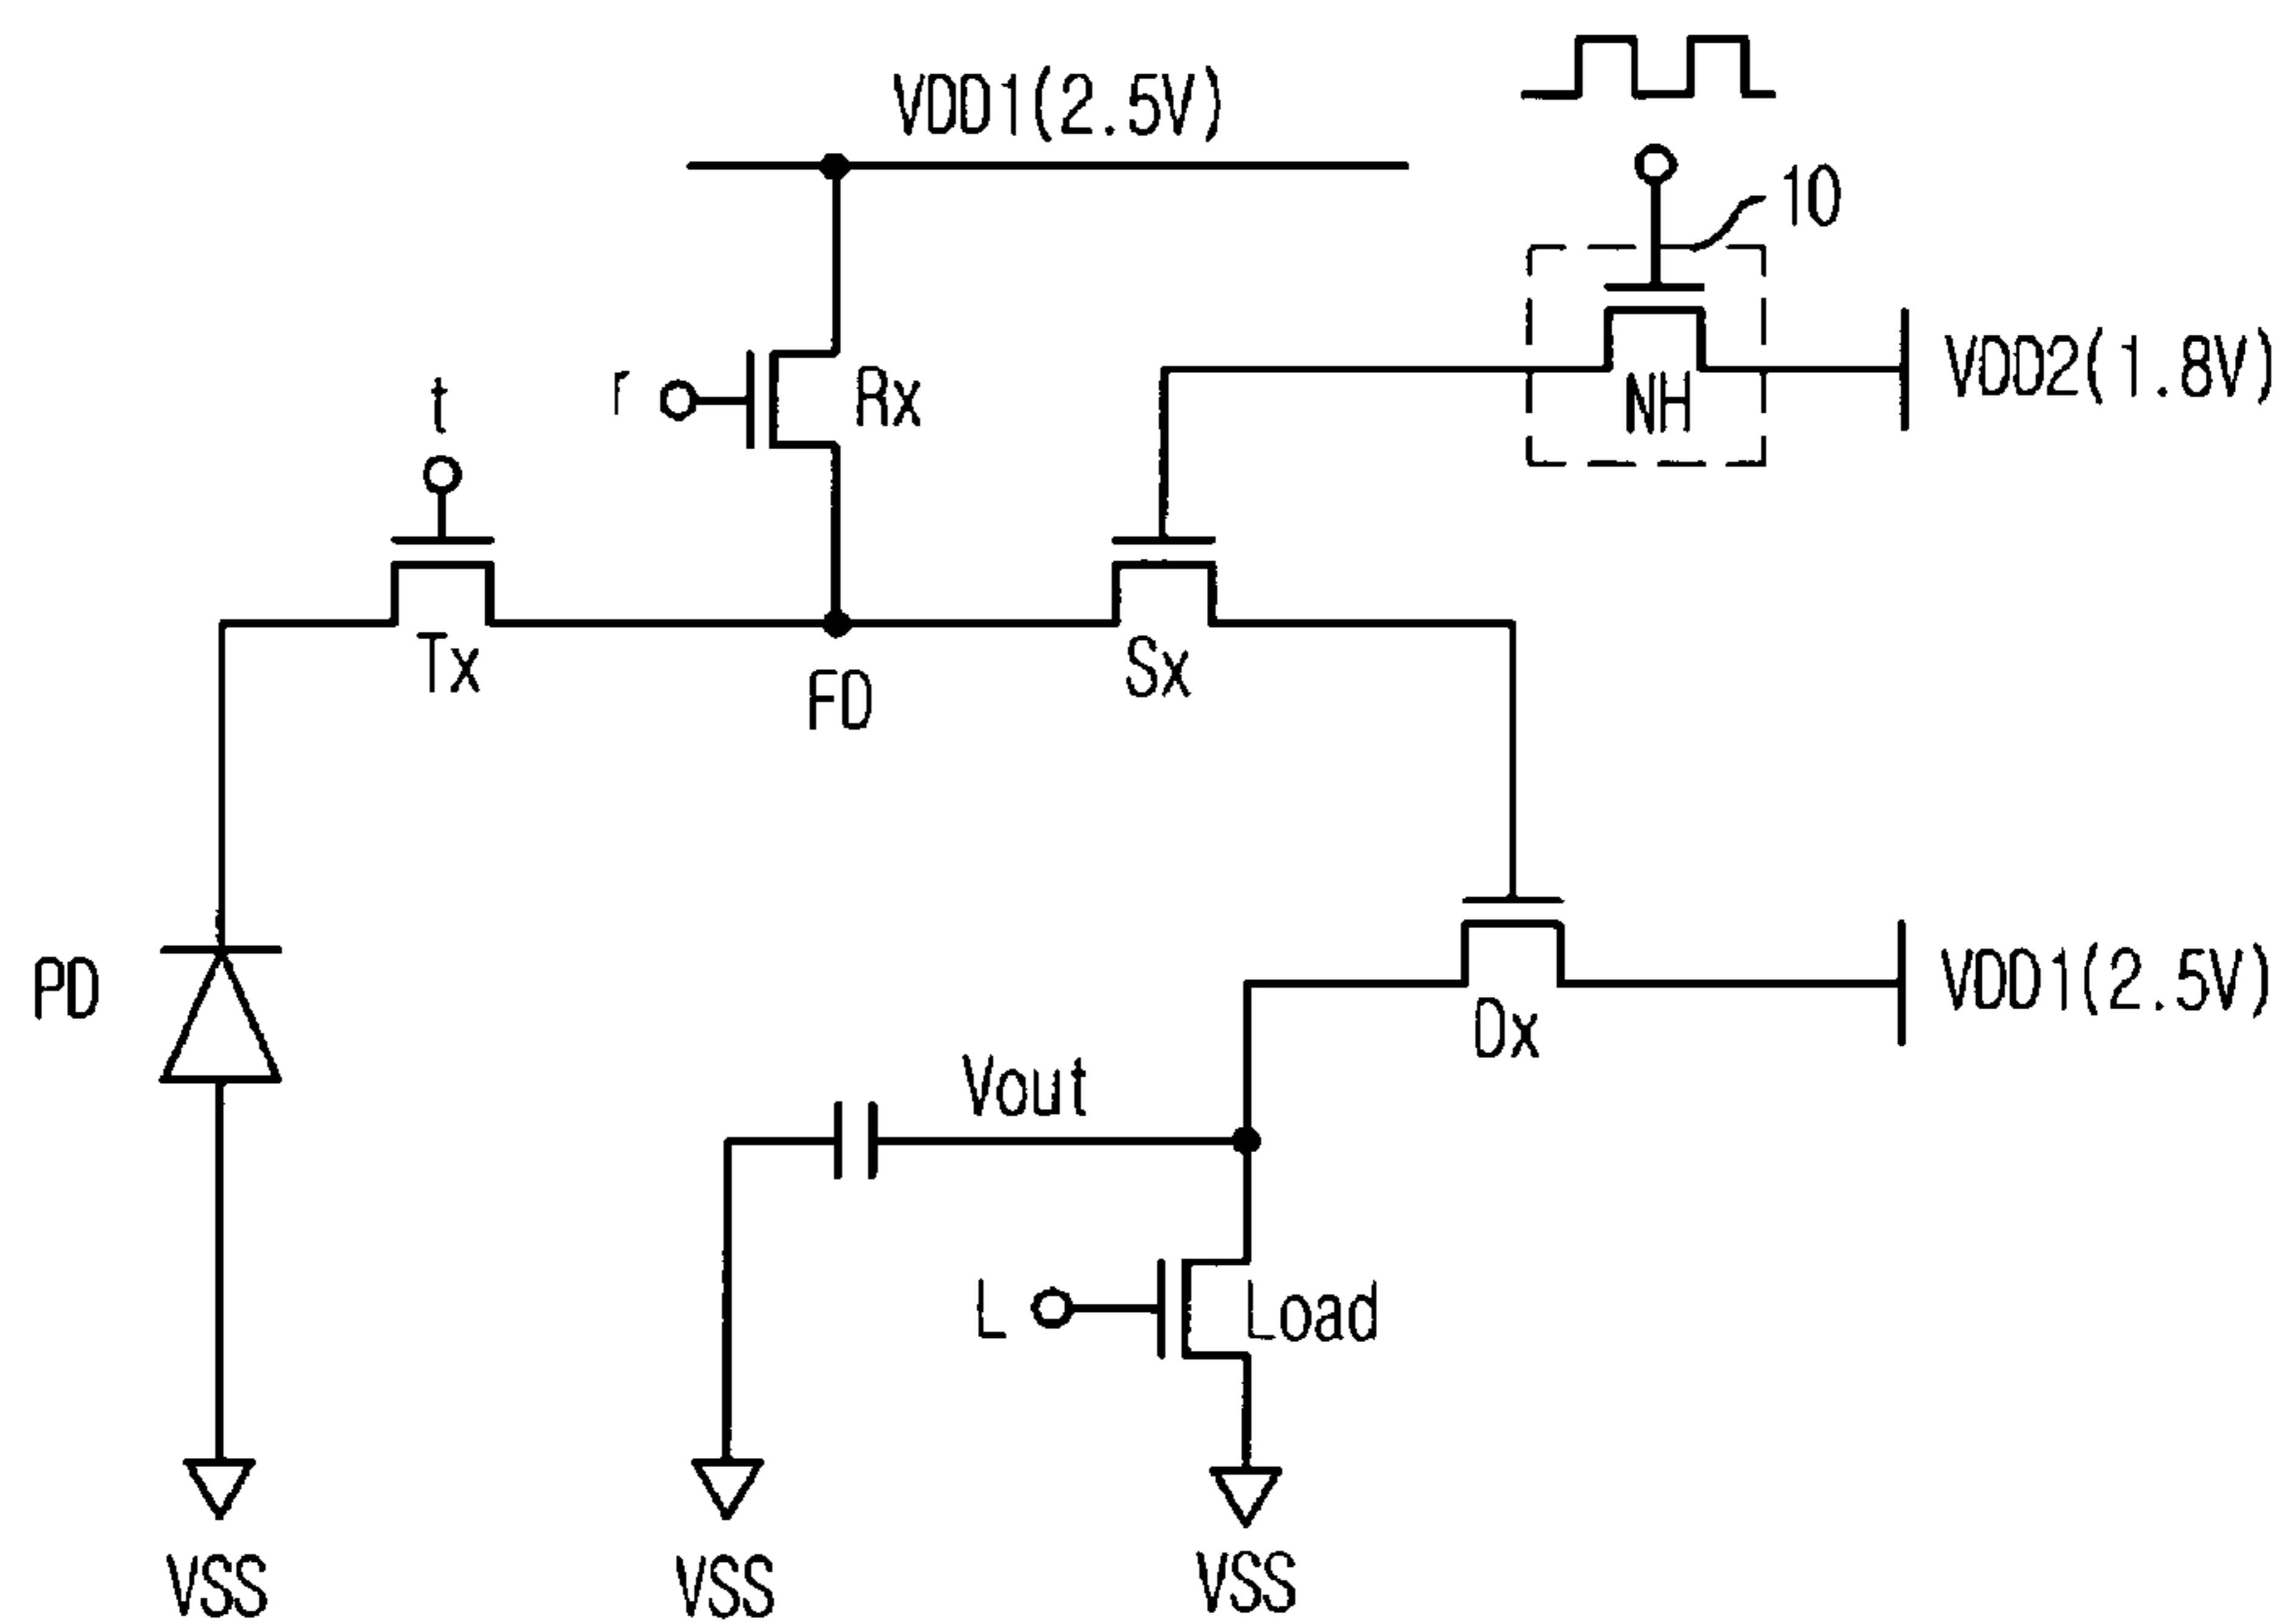 VDD1(2.5V)
10
t
r
Rx
NH
VDD2(1.8V)
Tx
FD
Sx
PD
Vout
Dx
VDD1(2.5V)
L
Load
VSS
VSS
VSS